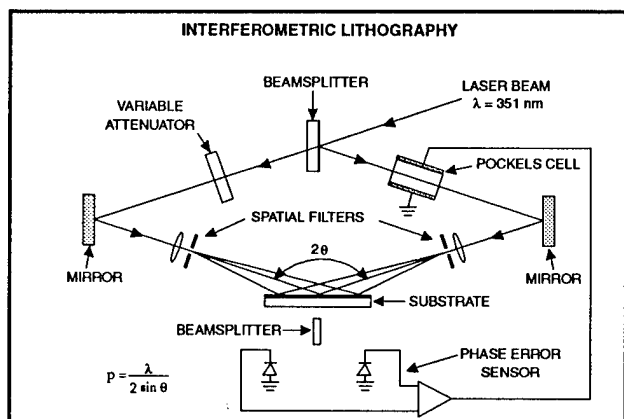 INTERFEROMETRIC LITHOGRAPHY
BEAMSPLITTER
LASER BEAM
λ = 351 nm
VARIABLE
ATTENUATOR
POCKELS CELL
SPATIAL FILTERS
2θ
MIRROR
MIRROR
SUBSTRATE
BEAMSPLITTER
PHASE ERROR
SENSOR
p = λ / 2 sin θ